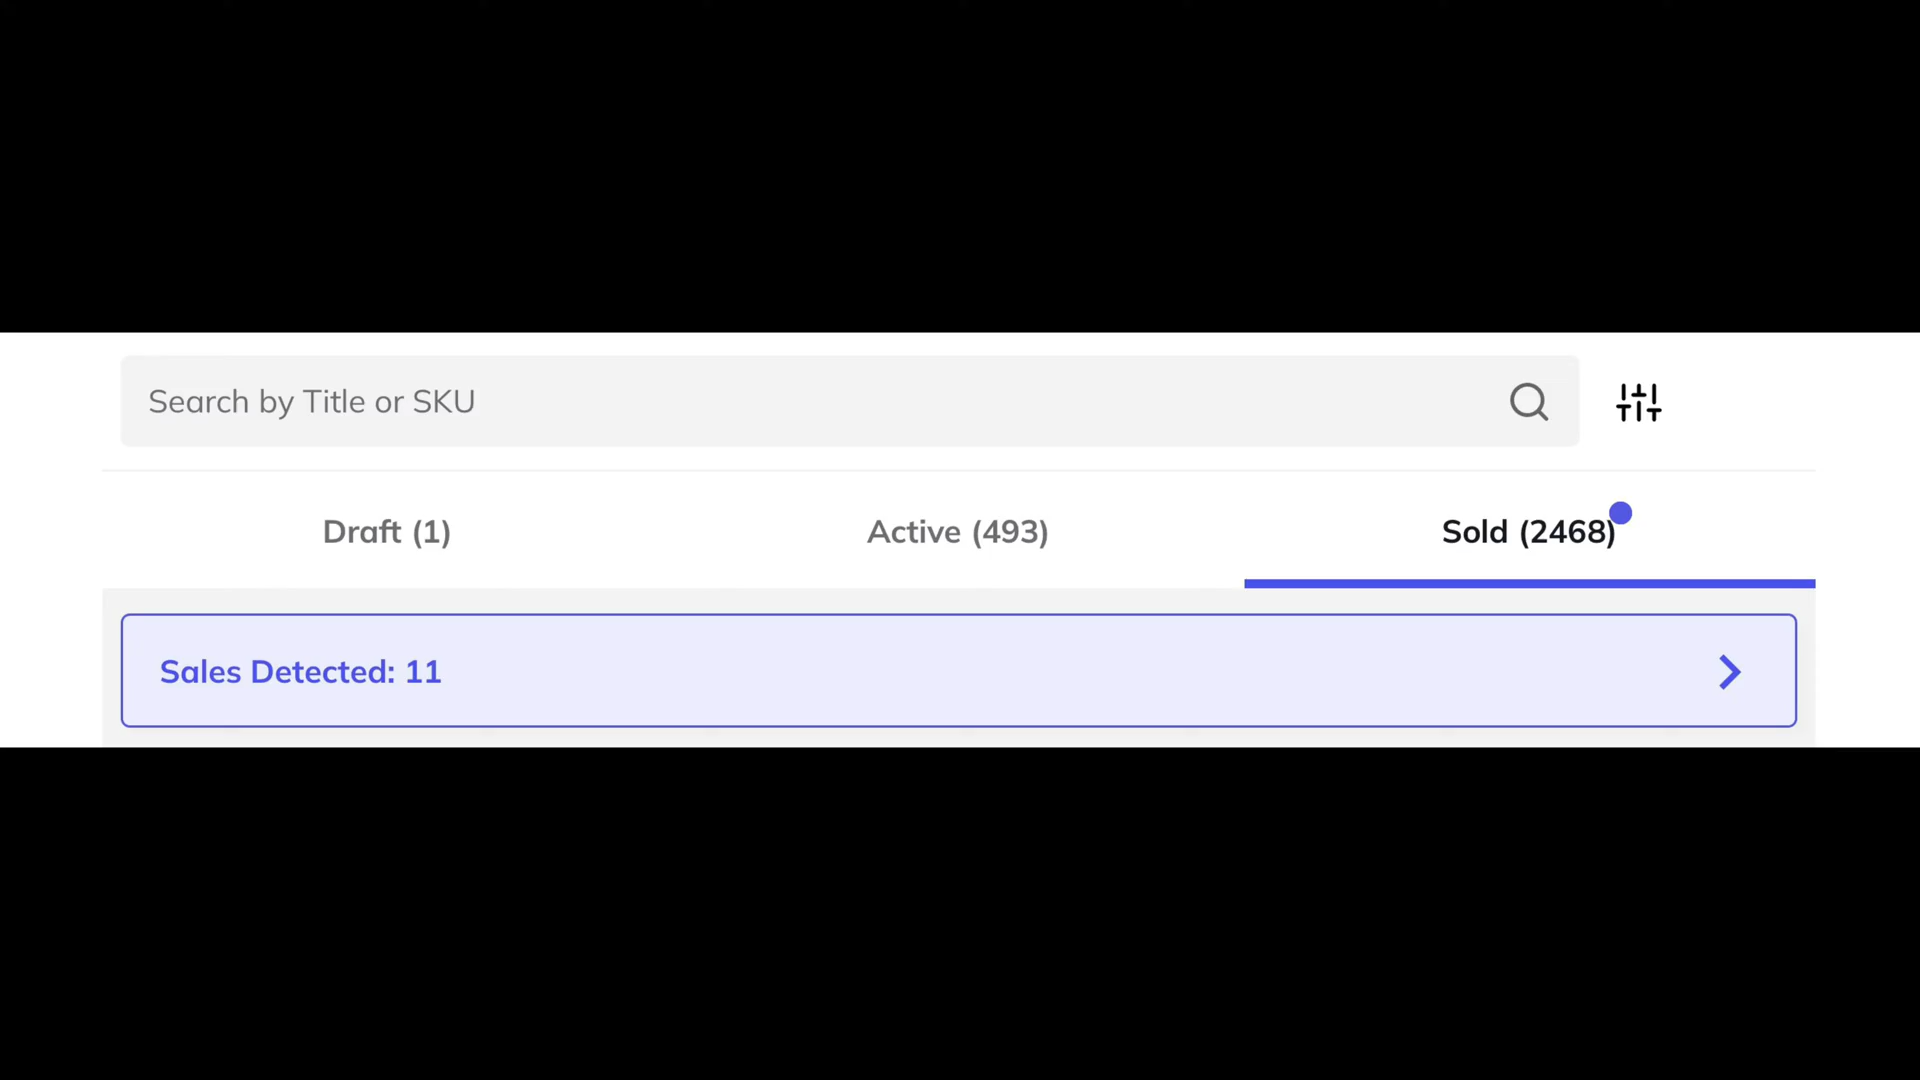 Search by Title or SKU
Draft (1)
Active (493)
Sold (2468)
Sales Detected: 11